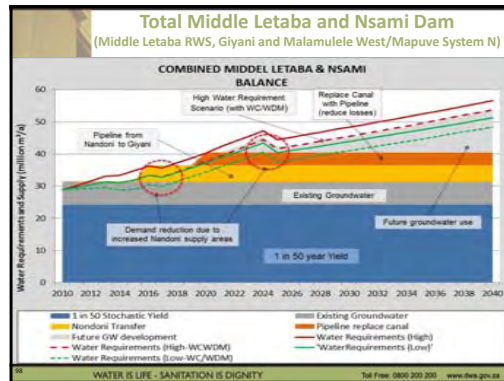 Total Middle Letaba and Nsami Dam
(Middle Letaba RWS, Giyani and Malamulele West/Mapuve System N)
COMBINED MIDDEL LETABA & NSAMI
BALANCE
High Water Requirement
Scenario (with WC/WDM)
Replace Canal
with Pipeline
(reduce losses)
Pipeline from
Nandoni to Giyani
Existing Groundwater
Demand reduction due to
increased Nandoni supply areas
Future groundwater use
1 in 50 year Yield
Water Requirements and Supply (million m³/a)
60
50
40
30
20
10
0
2010 2012 2014 2016 2018 2020 2022 2024 2026 2028 2030 2032 2034 2036 2038 2040
1 in 50 Stochastic Yield
Existing Groundwater
Nondoni Transfer
Pipeline replace canal
Future GW development
Water Requirements (High)
Water Requirements (High-WCWDM)
'Water Requirements (Low)'
Water Requirements (Low-WC/WDM)
98
WATER IS LIFE - SANITATION IS DIGNITY
Toll Free: 0800 200 200 www.dwa.gov.za